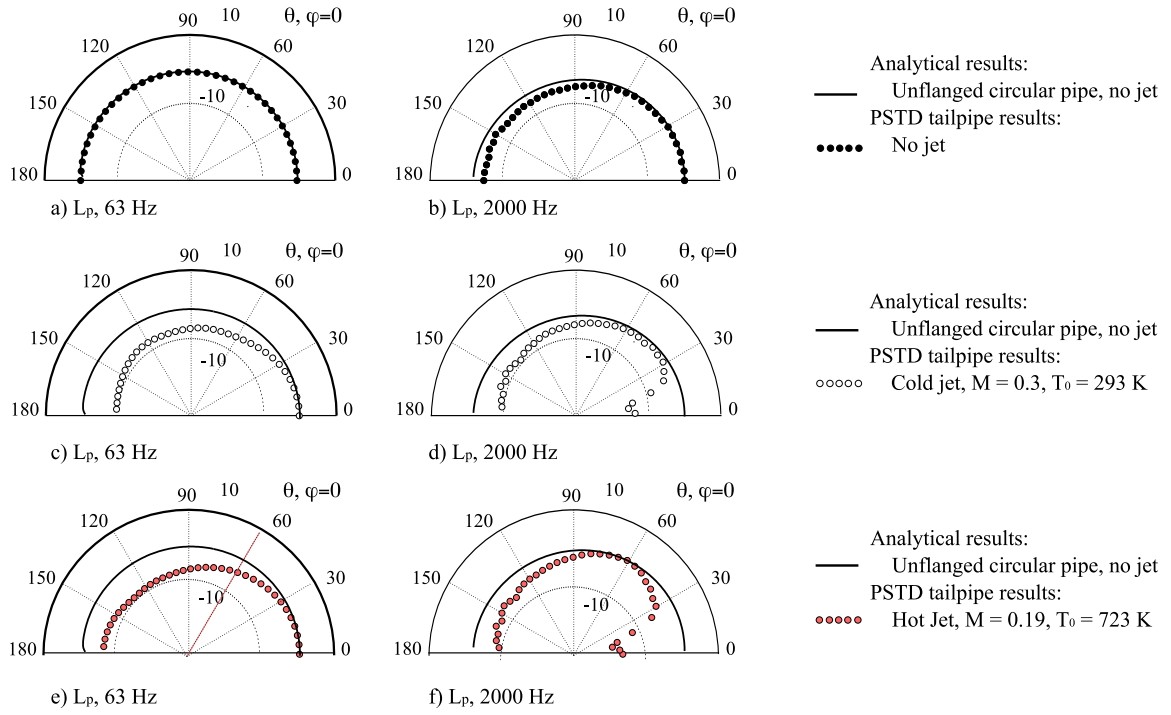 90 10 θ, φ=0
120 60
150 30
-10
180 0
a) Lₚ, 63 Hz
90 10 θ, φ=0
120 60
150 30
-10
180 0
b) Lₚ, 2000 Hz
Analytical results:
Unflanged circular pipe, no jet
PSTD tailpipe results:
No jet
90 10 θ, φ=0
120 60
150 30
-10
180 0
c) Lₚ, 63 Hz
90 10 θ, φ=0
120 60
150 30
-10
180 0
d) Lₚ, 2000 Hz
Analytical results:
Unflanged circular pipe, no jet
PSTD tailpipe results:
Cold jet, M = 0.3, T₀ = 293 K
90 10 θ, φ=0
120 60
150 30
-10
180 0
e) Lₚ, 63 Hz
90 10 θ, φ=0
120 60
150 30
-10
180 0
f) Lₚ, 2000 Hz
Analytical results:
Unflanged circular pipe, no jet
PSTD tailpipe results:
Hot Jet, M = 0.19, T₀ = 723 K